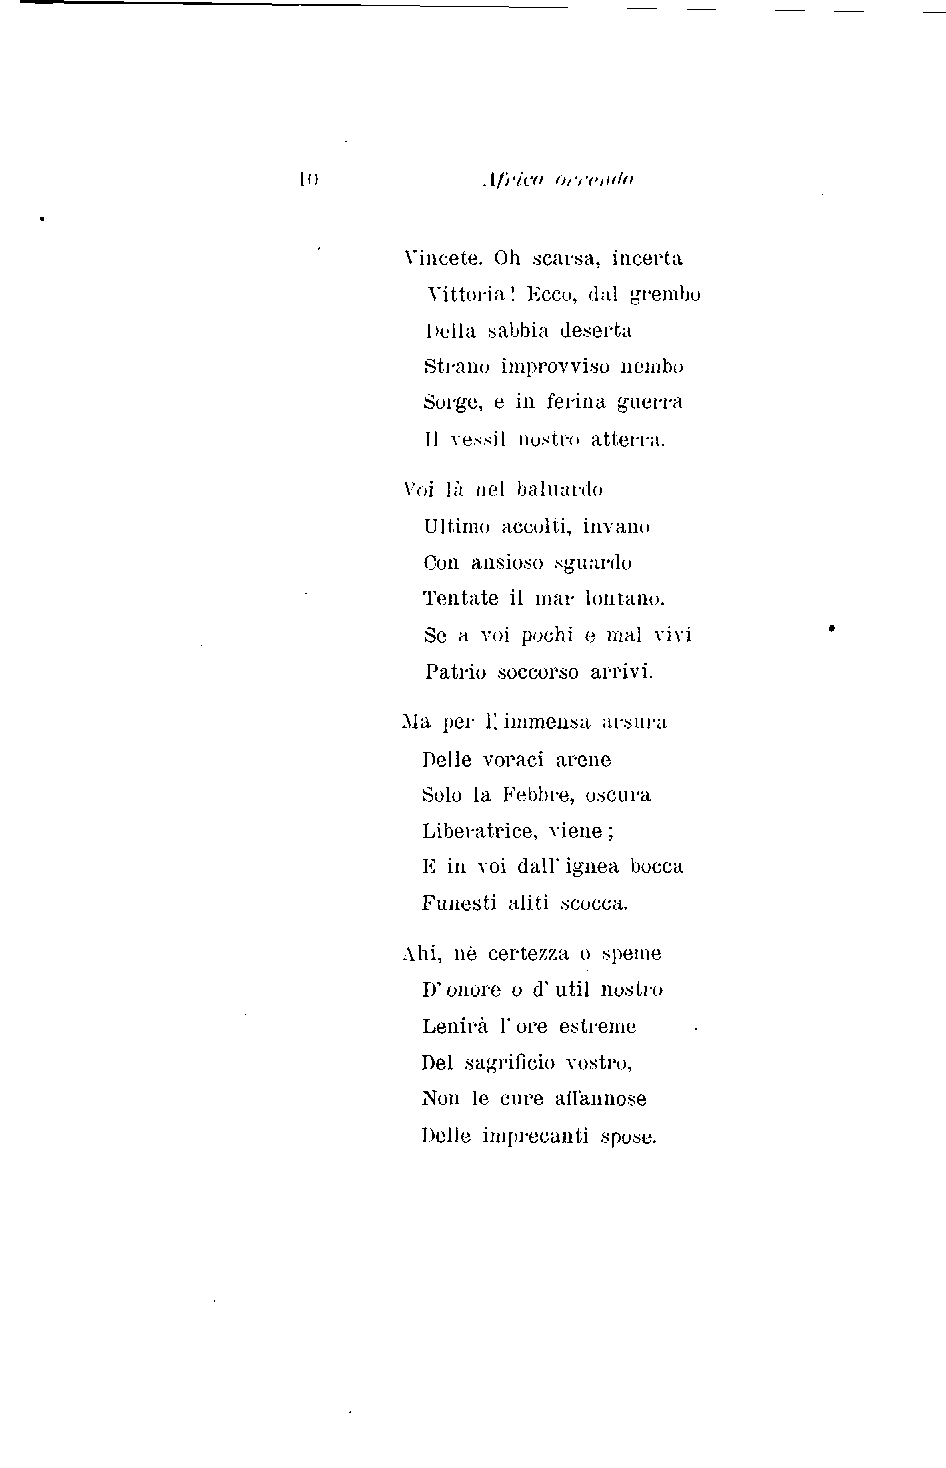 10 Africo orrendo
Vincete. Oh scarsa, incerta
Vittoria! Ecco, dal grembo
Della sabbia deserta
Strano improvviso nembo
Sorge, e in ferina guerra
Il vessil nostro atterra.
Voi là nel baluardo
Ultimo accolti, invano
Con ansioso sguardo
Tentate il mar lontano.
Se a voi pochi e mal vivi
Patrio soccorso arrivi.
Ma per l'immensa arsura
Delle voraci arene
Solo la Febbre, oscura
Liberatrice, viene;
E in voi dall'ignea bocca
Funesti aliti scocca.
Ahi, nè certezza o speme
D'onore o d'util nostro
Lenirà l'ore estreme
Del sagrificio vostro,
Non le cure affannose
Delle imprecanti spose.